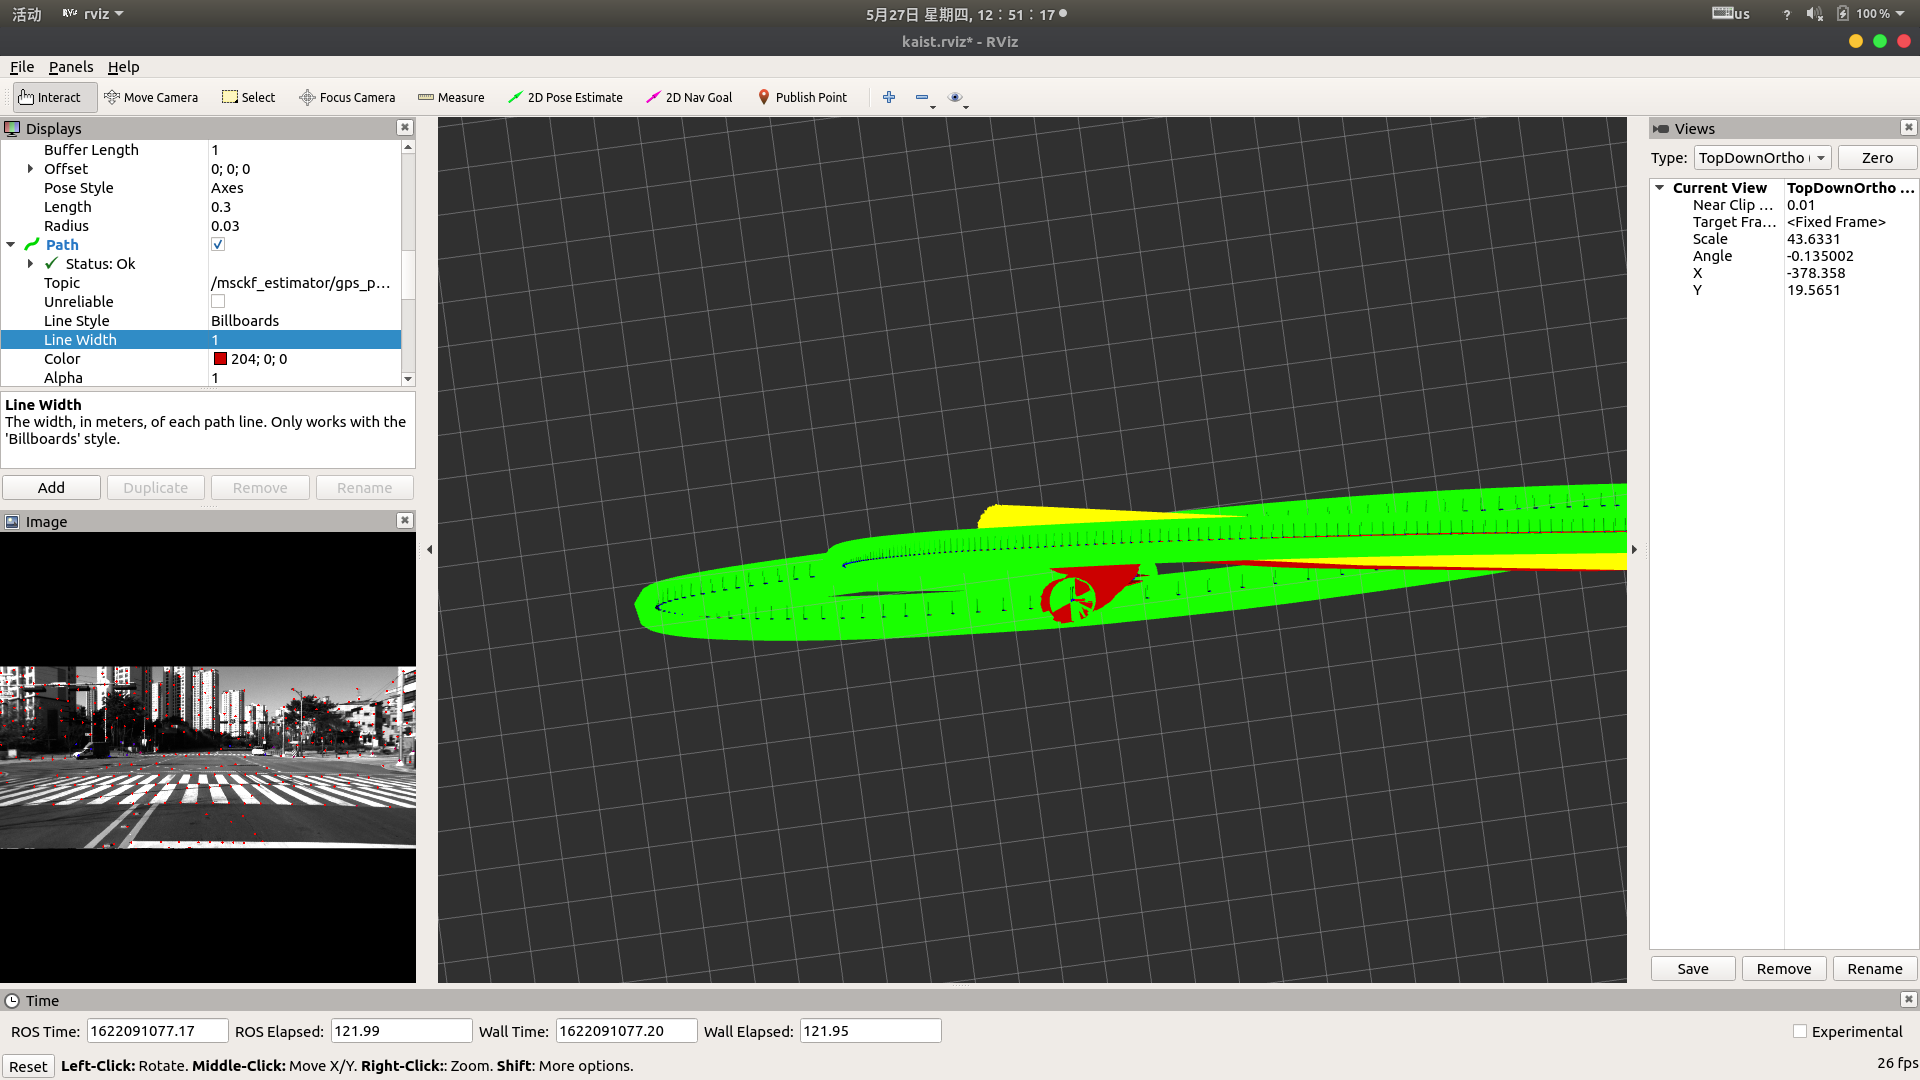 活动 RViz rviz 5月27日 星期四, 12：51：17 us ? 100 %
kaist.rviz* - RViz
File Panels Help
Interact Move Camera Select Focus Camera Measure 2D Pose Estimate 2D Nav Goal Publish Point
Displays
Buffer Length 1
Offset 0; 0; 0
Pose Style Axes
Length 0.3
Radius 0.03
Path
Status: Ok
Topic /msckf_estimator/gps_p...
Unreliable
Line Style Billboards
Line Width 1
Color 204; 0; 0
Alpha 1
Line Width
The width, in meters, of each path line. Only works with the
'Billboards' style.
Add Duplicate Remove Rename
Image
Views
Type: TopDownOrtho Zero
Current View TopDownOrtho ...
Near Clip ... 0.01
Target Fra... <Fixed Frame>
Scale 43.6331
Angle -0.135002
X -378.358
Y 19.5651
Save Remove Rename
Time
ROS Time: 1622091077.17 ROS Elapsed: 121.99 Wall Time: 1622091077.20 Wall Elapsed: 121.95 Experimental
Reset Left-Click: Rotate. Middle-Click: Move X/Y. Right-Click:: Zoom. Shift: More options. 26 fps